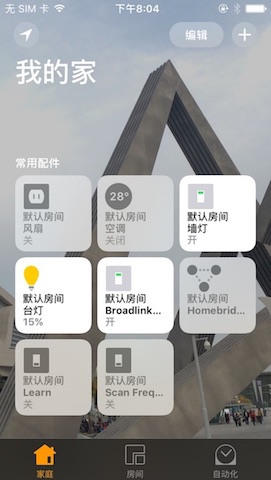 无 SIM 卡 下午8:04
编辑
我的家
常用配件
默认房间
风扇
关
28°
默认房间
空调
关闭
默认房间
墙灯
开
默认房间
台灯
15%
默认房间
Broadlink...
开
默认房间
Homebrid...
默认房间
Learn
关
默认房间
Scan Freq...
关
家庭 房间 自动化